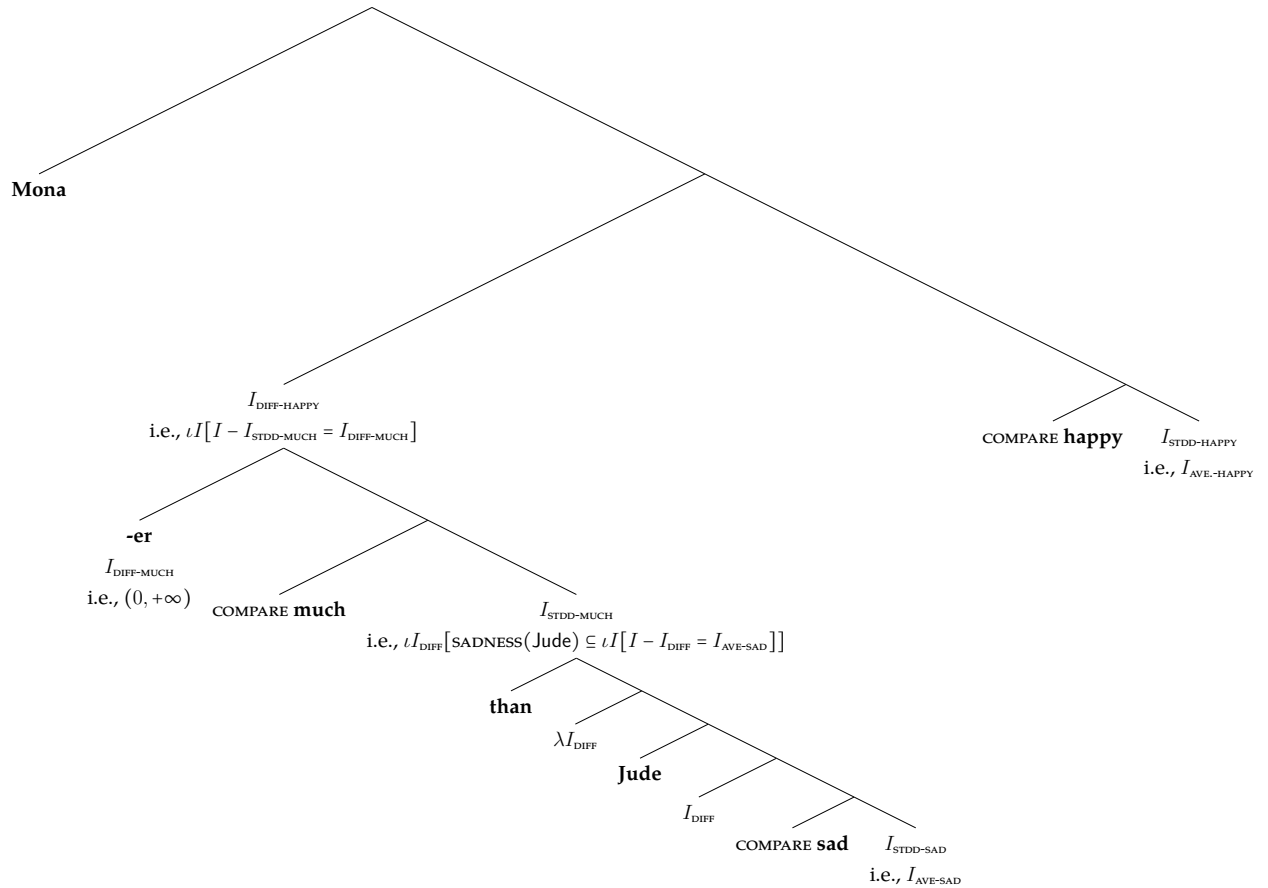 Mona
I_DIFF-HAPPY
i.e., ιI[I − I_STDD-MUCH = I_DIFF-MUCH]
COMPARE happy
I_STDD-HAPPY
i.e., I_AVE.-HAPPY
-er
I_DIFF-MUCH
i.e., (0, +∞)
COMPARE much
I_STDD-MUCH
i.e., ιI_DIFF[SADNESS(Jude) ⊆ ιI[I − I_DIFF = I_AVE-SAD]]
than
λI_DIFF
Jude
I_DIFF
COMPARE sad
I_STDD-SAD
i.e., I_AVE-SAD